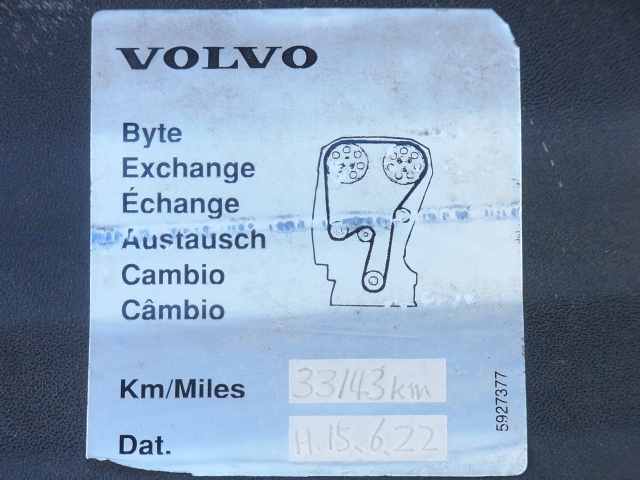 VOLVO
Byte
Exchange
Échange
Austausch
Cambio
Câmbio
Km/Miles 33143km
Dat. H.15.6.22
5927377